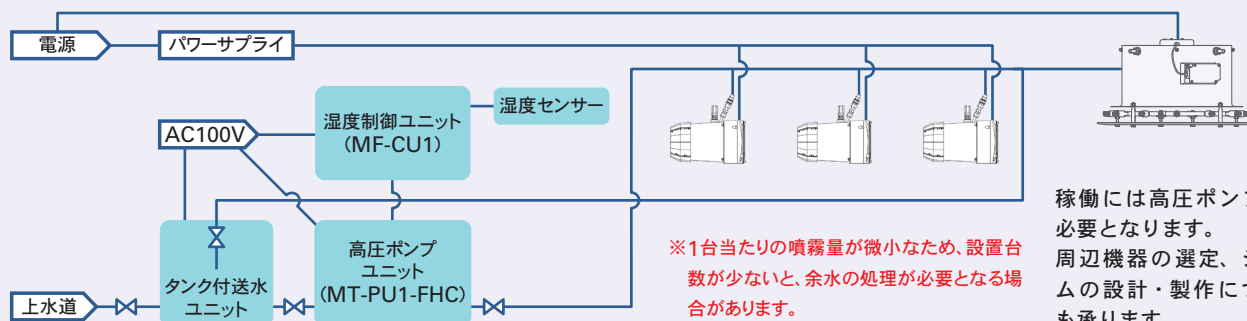 電源
パワーサプライ
湿度センサー
湿度制御ユニット
(MF-CU1)
AC100V
高圧ポンプ
ユニット
(MT-PU1-FHC)
タンク付送水
ユニット
上水道
※1台当たりの噴霧量が微小なため、設置台
数が少ないと、余水の処理が必要となる場
合があります。
稼働には高圧ポンプ
必要となります。
周辺機器の選定、
ムの設計・製作に
も承ります。